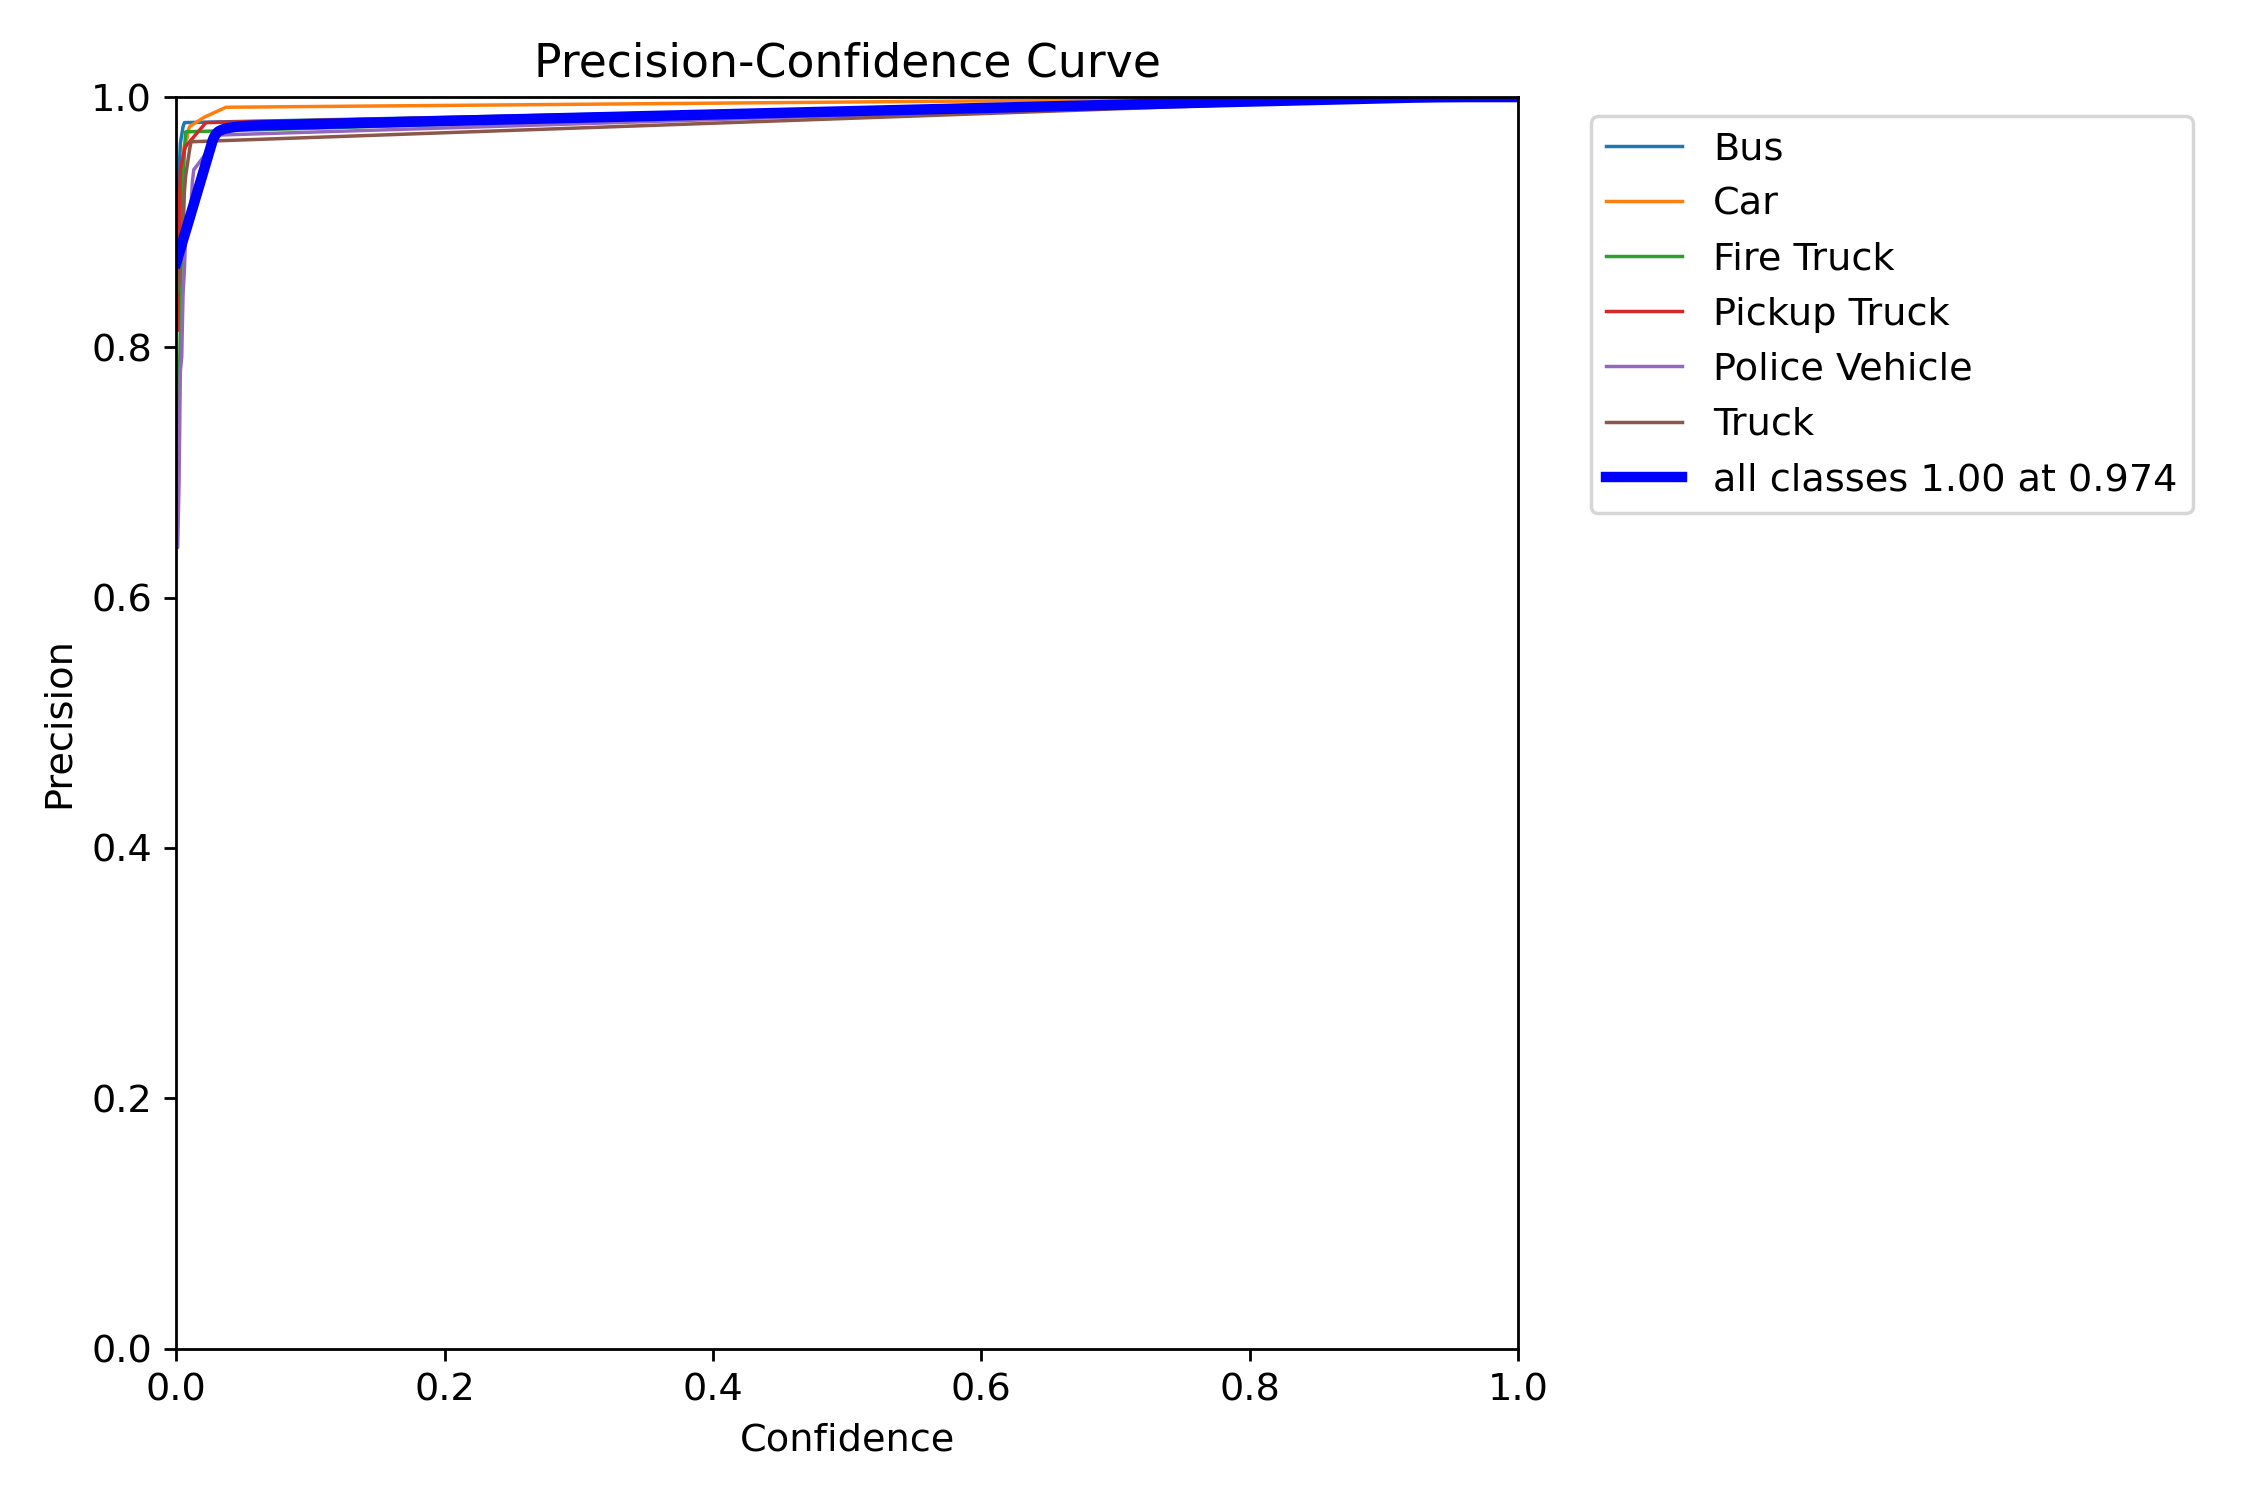 Precision-Confidence Curve
1.0
0.8
0.6
0.4
0.2
0.0
Precision
0.0 0.2 0.4 0.6 0.8 1.0
Confidence
Bus
Car
Fire Truck
Pickup Truck
Police Vehicle
Truck
all classes 1.00 at 0.974